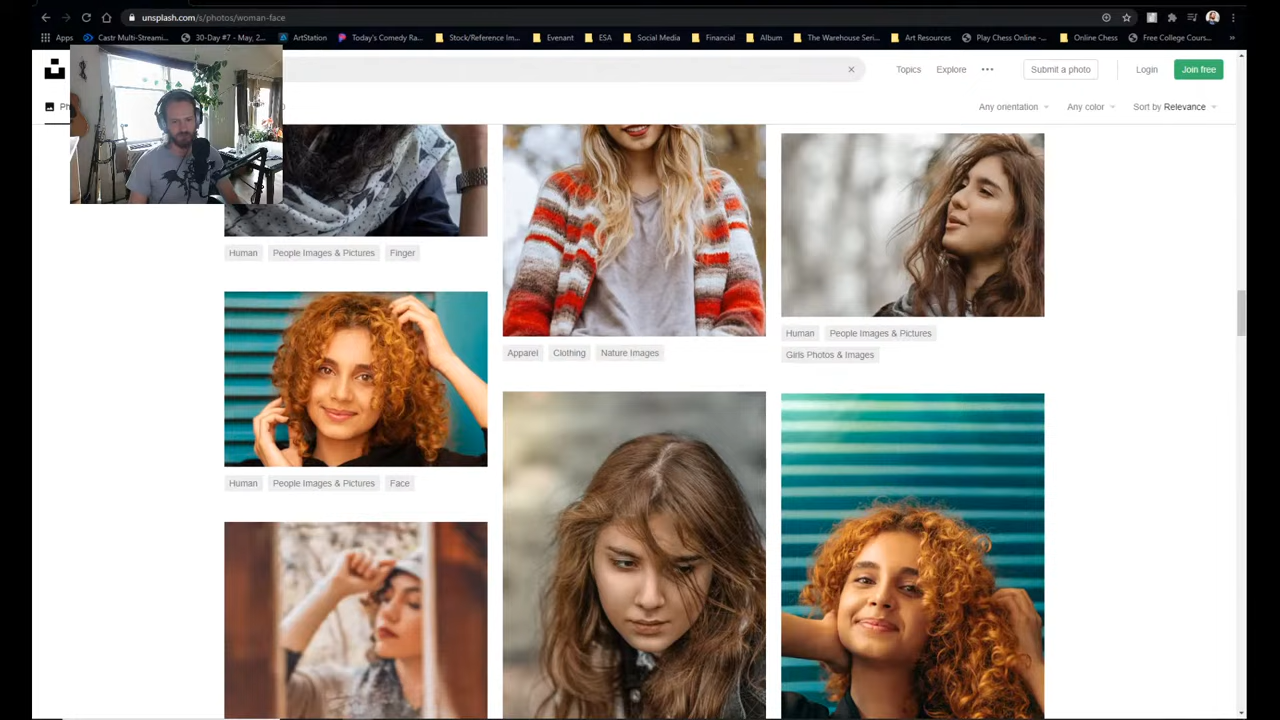 unsplash.com/s/photos/woman-face
Apps
Castr Multi-Streami...
30-Day #7 - May, 2...
ArtStation
Today's Comedy Ra...
Stock/Reference Im...
Evenant
ESA
Social Media
Financial
Album
The Warehouse Seri...
Art Resources
Play Chess Online -...
Online Chess
Free College Cours...
Topics
Explore
Submit a photo
Login
Join free
Ph
Any orientation
Any color
Sort by Relevance
Human
People Images & Pictures
Finger
Apparel
Clothing
Nature Images
Human
People Images & Pictures
Girls Photos & Images
Human
People Images & Pictures
Face